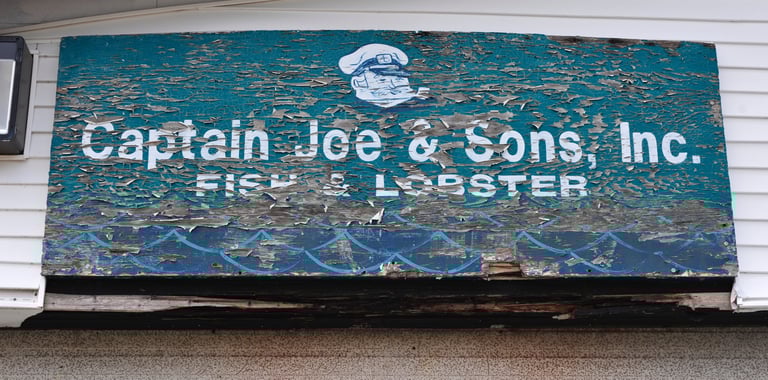 Captain Joe & Sons, Inc.
FISH & LOBSTER